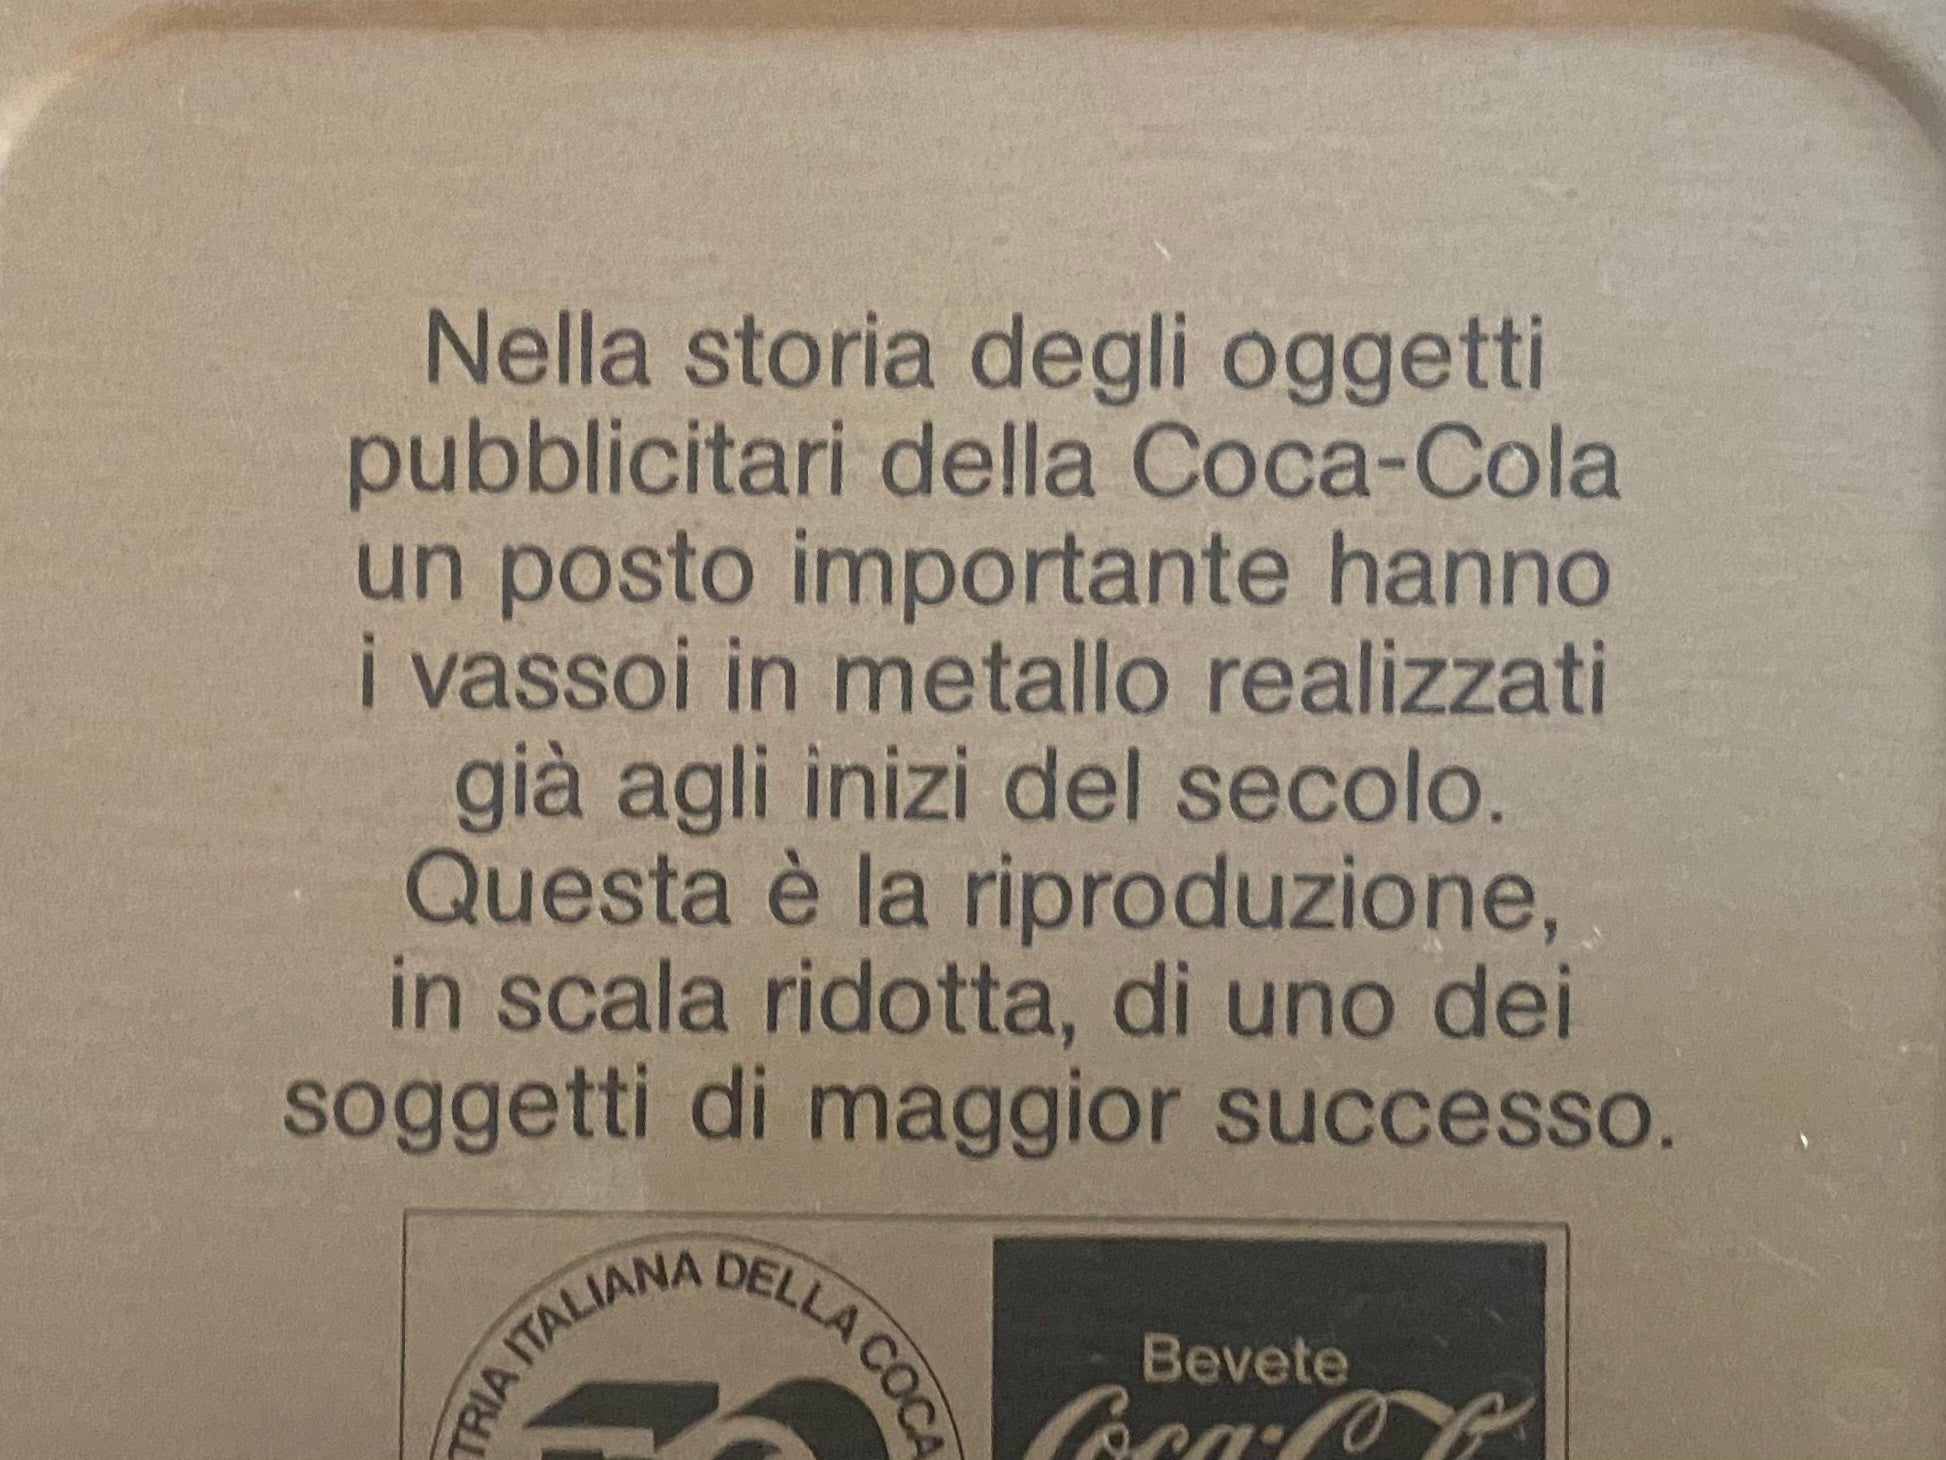 Nella storia degli oggetti
pubblicitari della Coca-Cola
un posto importante hanno
i vassoi in metallo realizzati
già agli inizi del secolo.
Questa è la riproduzione,
in scala ridotta, di uno dei
soggetti di maggior successo.
ITALIANA DELLA COCA
Bevete
Coca-Cola